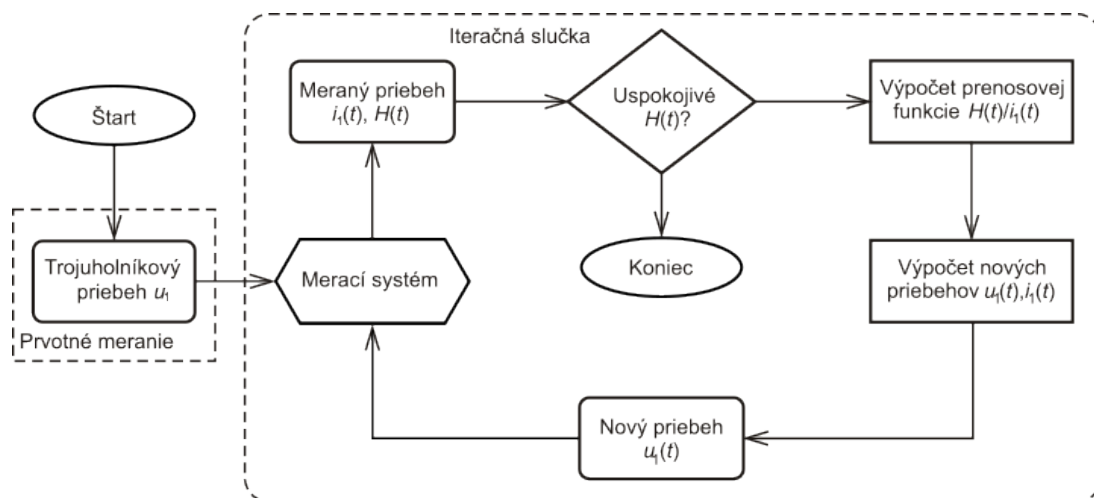 Iteračná slučka
Štart
Meraný priebeh
i₁(t), H(t)
Uspokojivé
H(t)?
Výpočet prenosovej
funkcie H(t)/i₁(t)
Trojuholníkový
priebeh u₁
Prvotné meranie
Merací systém
Koniec
Výpočet nových
priebehov u₁(t),i₁(t)
Nový priebeh
u₁(t)